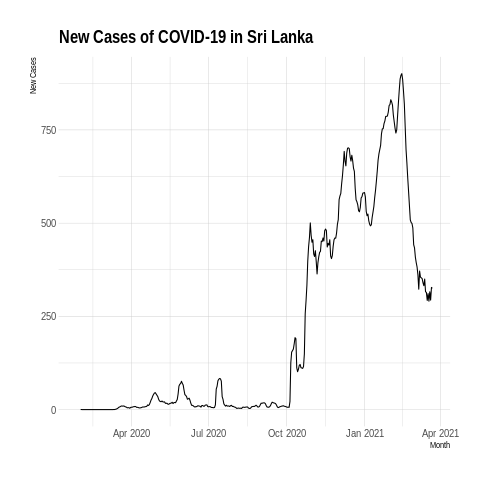 New Cases of COVID-19 in Sri Lanka
New Cases
750
500
250
0
Apr 2020 Jul 2020 Oct 2020 Jan 2021 Apr 2021
Month